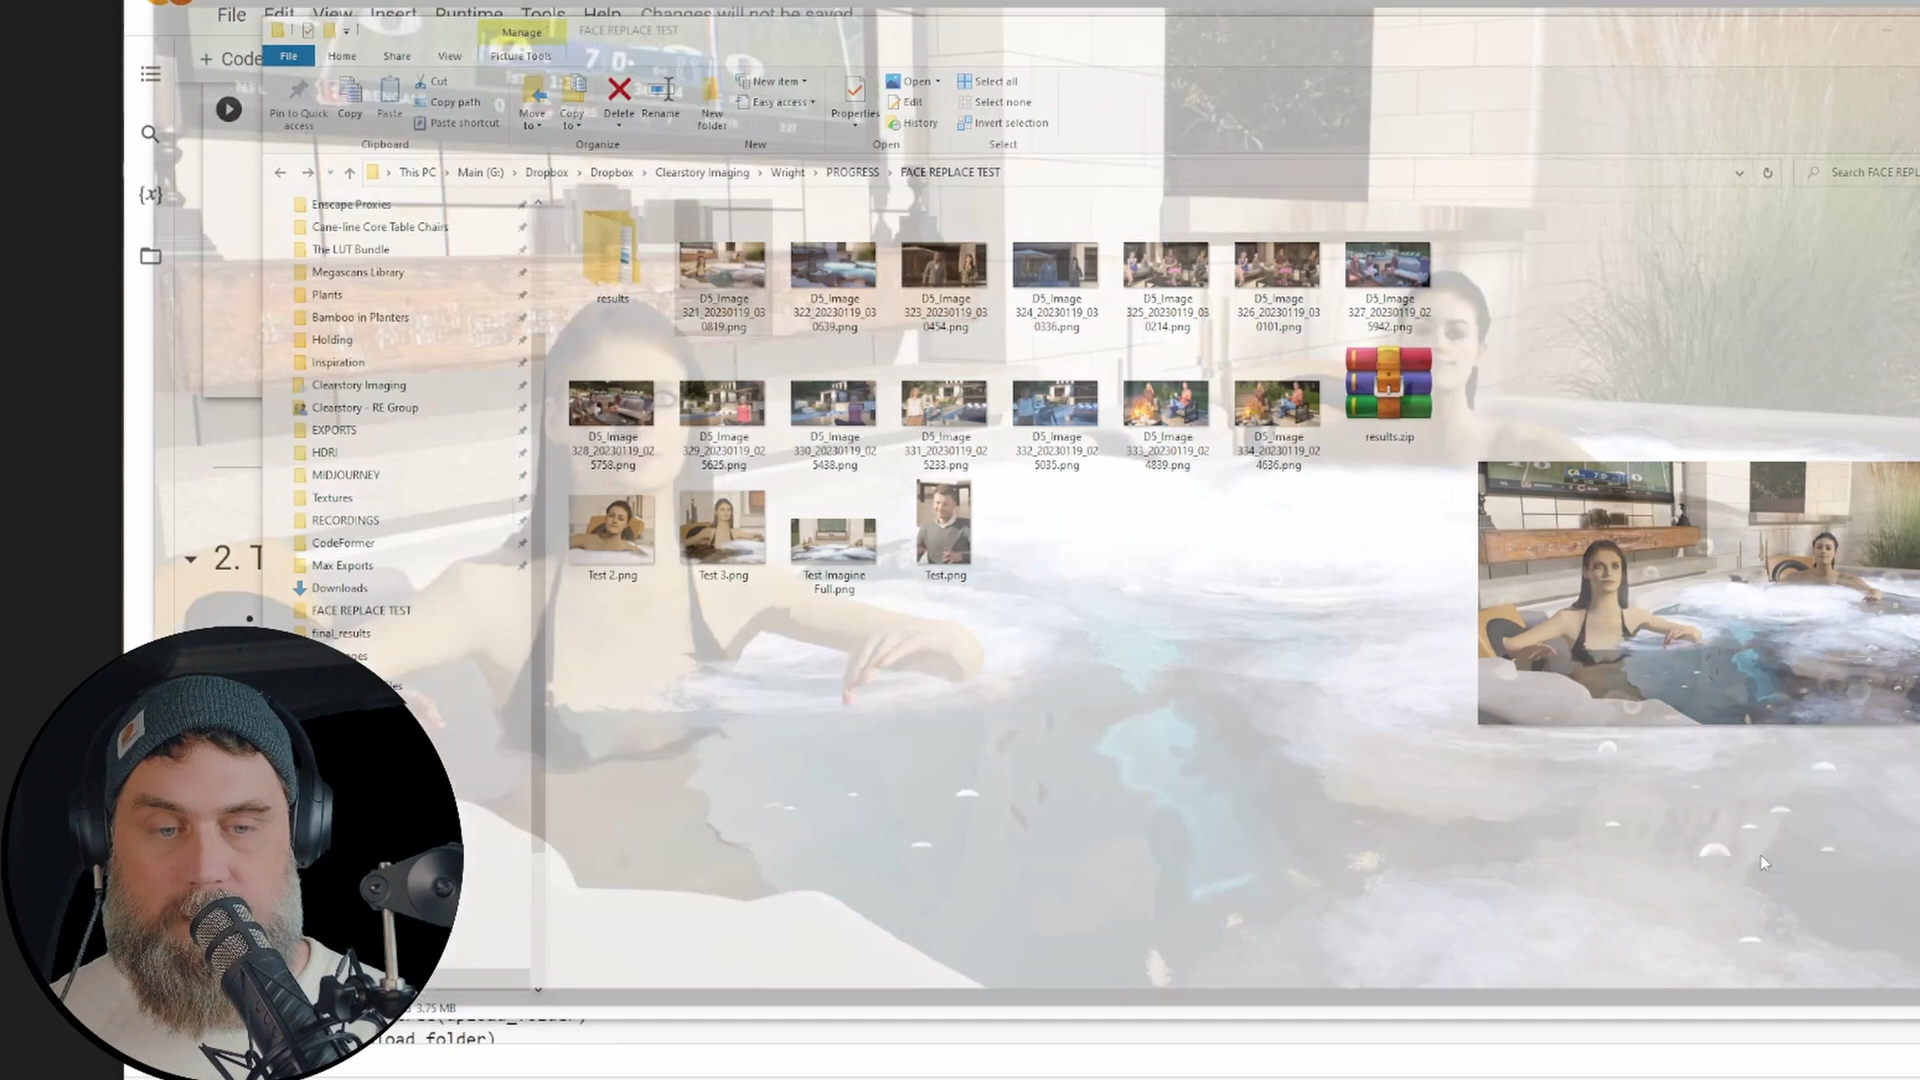 File Edit View Insert Runtime Tools Help Changes will not be saved
Manage
FACE REPLACE TEST
+ Code
File Home Share View Picture Tools
7 0
Pin to Quick access
Copy
Paste
Cut
Copy path
Paste shortcut
Move to
Copy to
Delete
Rename
New folder
New item
Easy access
Properties
Open
Edit
History
Select all
Select none
Invert selection
Clipboard
Organize
New
Open
Select
This PC › Main (G:) › Dropbox › Dropbox › Clearstory Imaging › Wright › PROGRESS › FACE REPLACE TEST
Search FACE REPL
{x}
Enscape Proxies
Cane-line Core Table Chairs
The LUT Bundle
Megascans Library
Plants
Bamboo in Planters
Holding
Inspiration
Clearstory Imaging
Clearstory - RE Group
EXPORTS
HDRI
MIDJOURNEY
Textures
RECORDINGS
CodeFormer
Max Exports
Downloads
FACE REPLACE TEST
final_results
results
D5_Image
321_20230119_03
0819.png
D5_Image
322_20230119_03
0639.png
D5_Image
323_20230119_03
0454.png
D5_Image
324_20230119_03
0336.png
D5_Image
325_20230119_03
0214.png
D5_Image
326_20230119_03
0101.png
D5_Image
327_20230119_02
5942.png
D5_Image
328_20230119_02
5758.png
D5_Image
329_20230119_02
5625.png
D5_Image
330_20230119_02
5438.png
D5_Image
331_20230119_02
5233.png
D5_Image
332_20230119_02
5035.png
D5_Image
333_20230119_02
4839.png
D5_Image
334_20230119_02
4636.png
results.zip
Test 2.png
Test 3.png
Test Imagine
Full.png
Test.png
2. T
3.75 MB